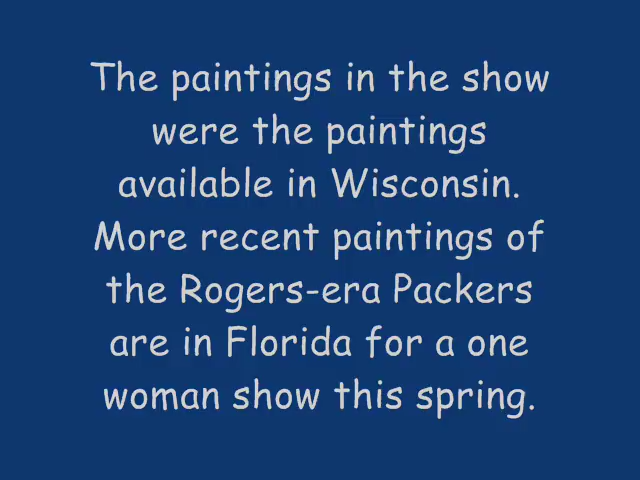 The paintings in the show
were the paintings
available in Wisconsin.
More recent paintings of
the Rogers-era Packers
are in Florida for a one
woman show this spring.